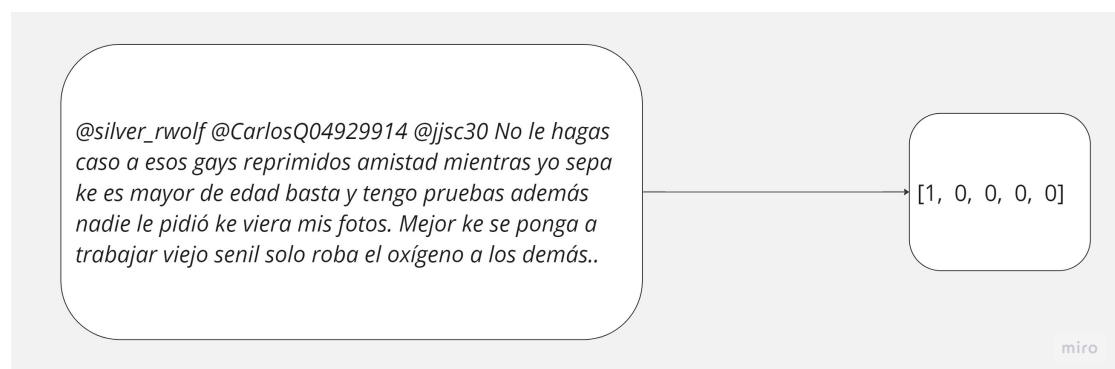 @silver_rwolf @CarlosQ04929914 @jjsc30 No le hagas
caso a esos gays reprimidos amistad mientras yo sepa
ke es mayor de edad basta y tengo pruebas además
nadie le pidió ke viera mis fotos. Mejor ke se ponga a
trabajar viejo senil solo roba el oxígeno a los demás..
[1, 0, 0, 0, 0]
miro